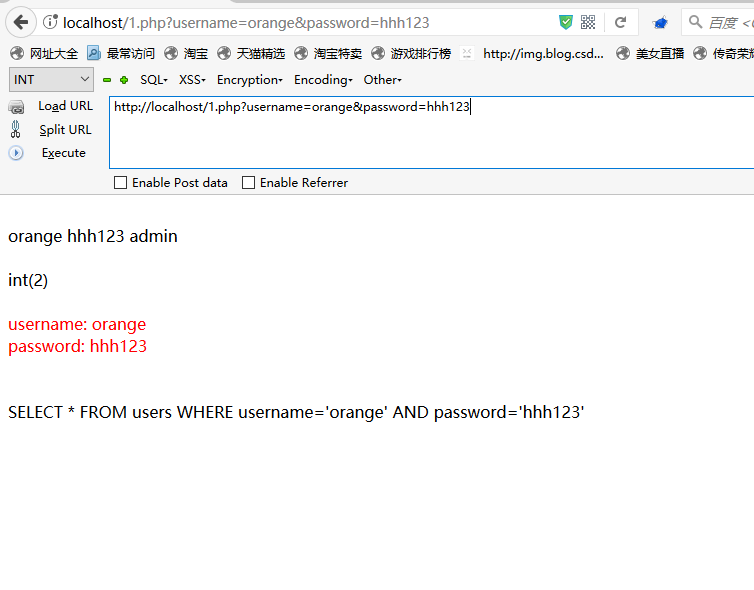 localhost/1.php?username=orange&password=hhh123
百度 <
网址大全 最常访问 淘宝 天猫精选 淘宝特卖 游戏排行榜 http://img.blog.csd... 美女直播 传奇荣耀
INT SQL XSS Encryption Encoding Other
Load URL http://localhost/1.php?username=orange&password=hhh123
Split URL
Execute
Enable Post data Enable Referrer
orange hhh123 admin
int(2)
username: orange
password: hhh123
SELECT * FROM users WHERE username='orange' AND password='hhh123'